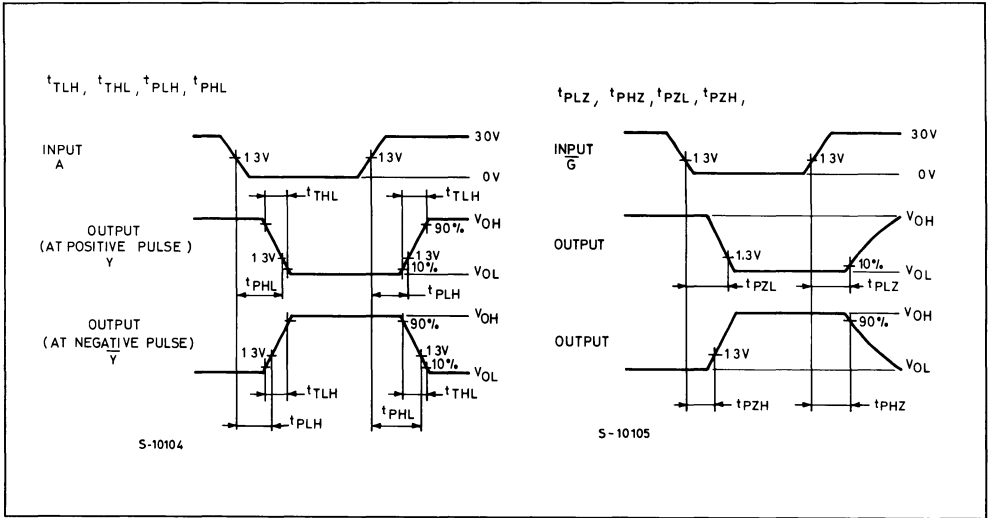 tTLH, tTHL, tPLH, tPHL
INPUT
A
1.3V
1.3V
3.0V
0V
tTHL
tTLH
OUTPUT
(AT POSITIVE PULSE)
Y
1.3V
90%
1.3V
10%
VOH
VOL
tPHL
tPLH
OUTPUT
(AT NEGATIVE PULSE)
Y̅
1.3V
90%
1.3V
10%
VOH
VOL
tTLH
tTHL
tPLH
tPHL
S-10104
tPLZ, tPHZ, tPZL, tPZH,
INPUT
G̅
1.3V
1.3V
3.0V
0V
OUTPUT
1.3V
10%
VOH
VOL
tPZL
tPLZ
OUTPUT
1.3V
90%
VOH
VOL
tPZH
tPHZ
S-10105